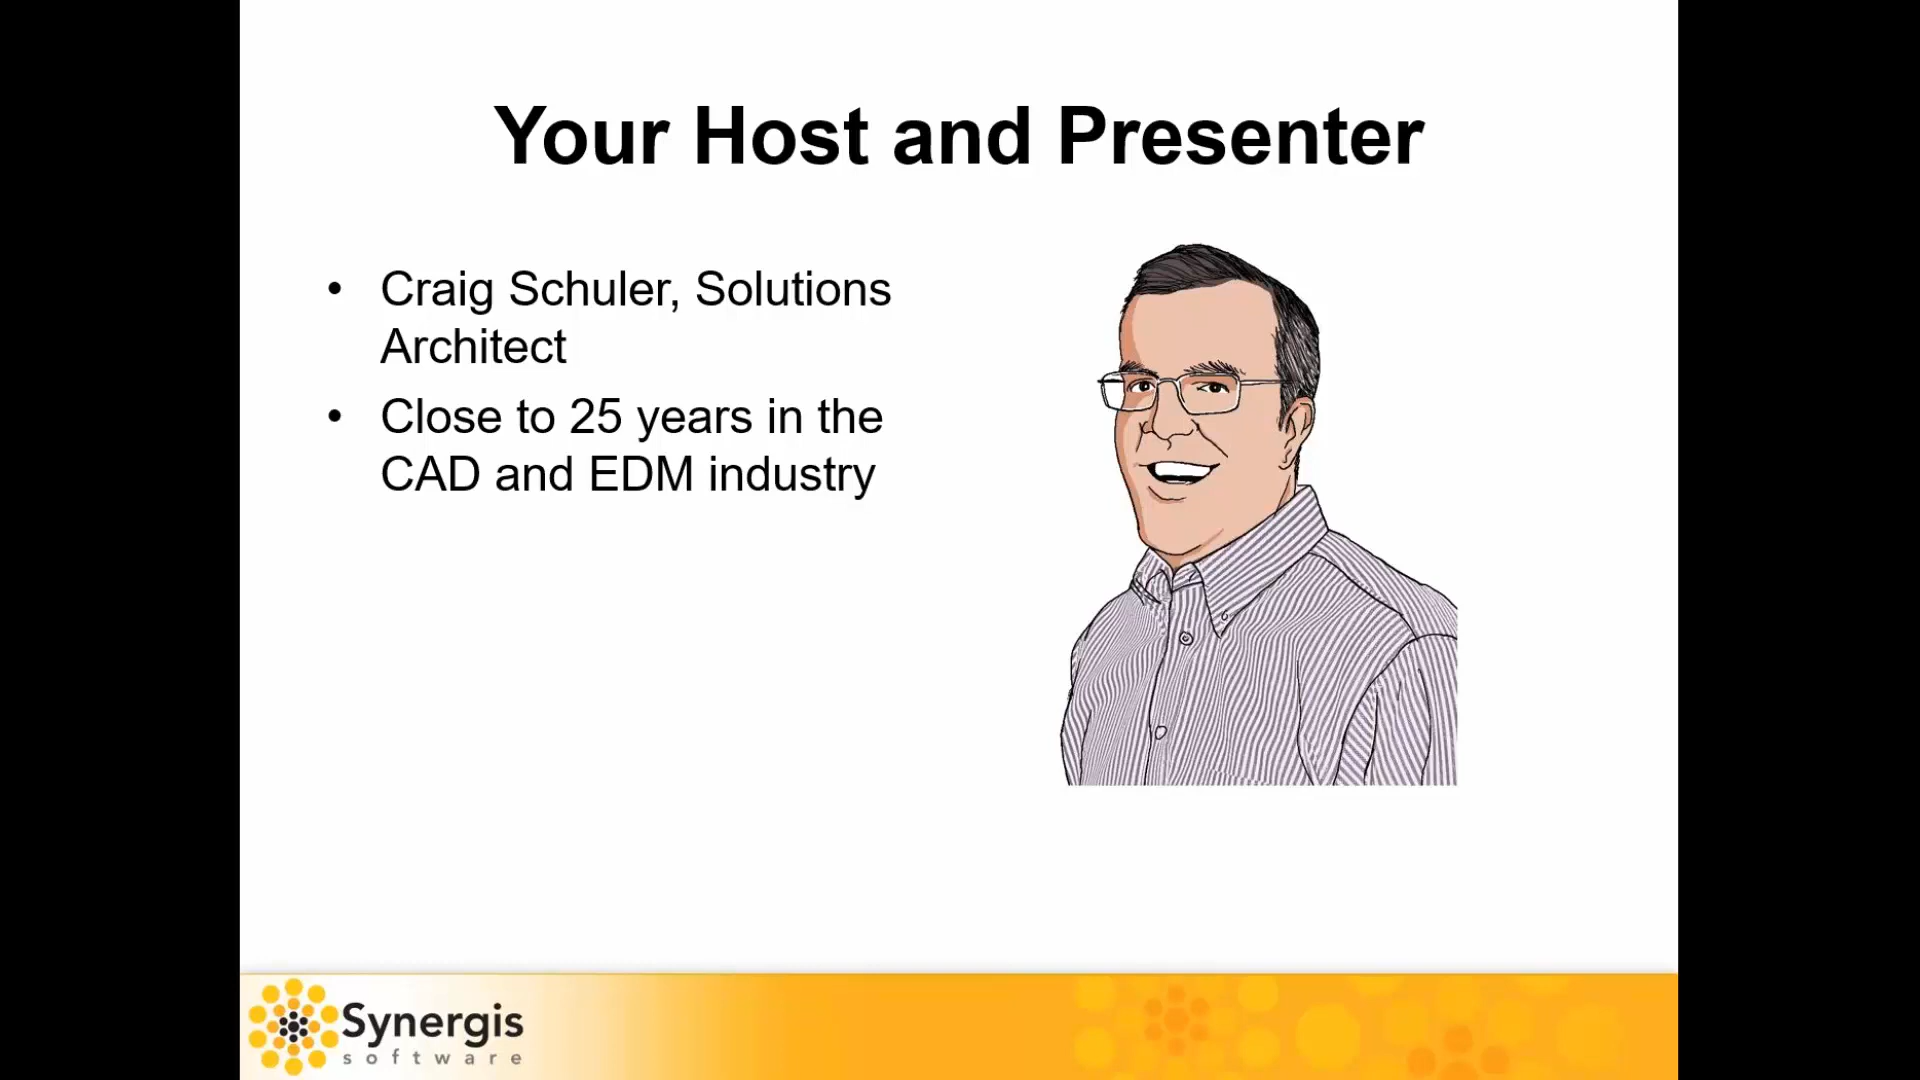 Your Host and Presenter
• Craig Schuler, Solutions
Architect
• Close to 25 years in the
CAD and EDM industry
Synergis
software